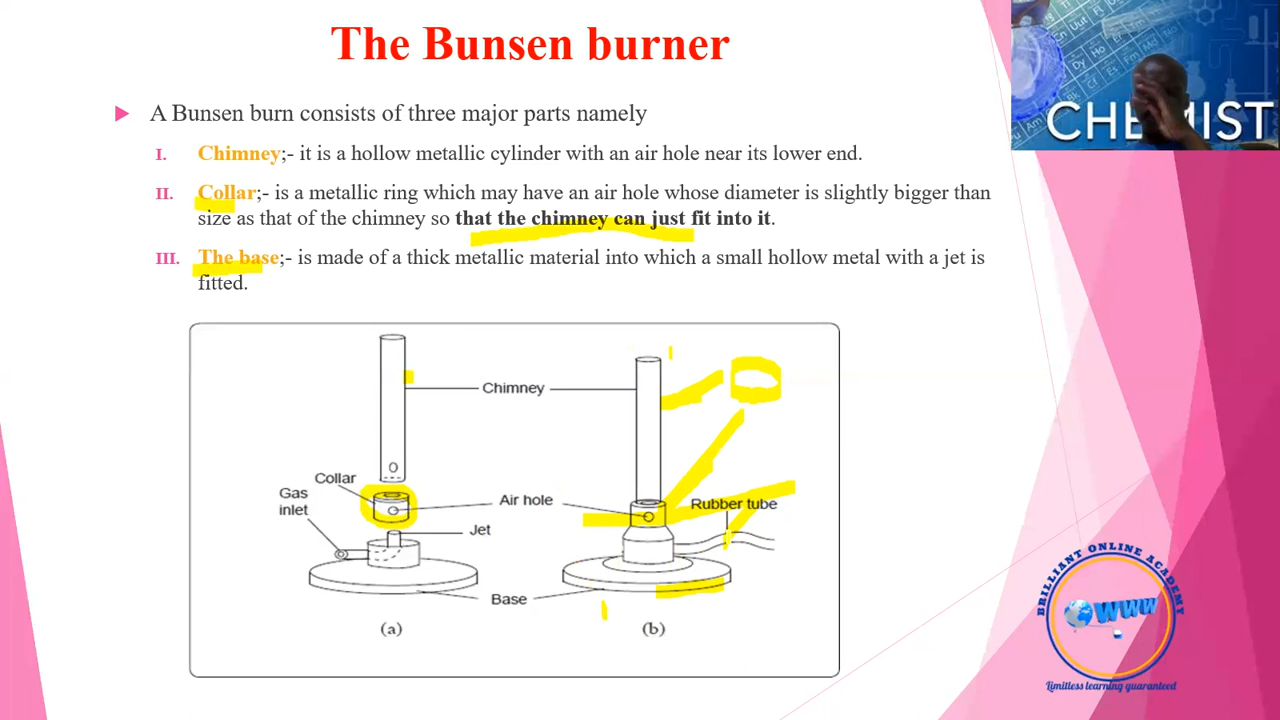 The Bunsen burner
A Bunsen burn consists of three major parts namely
I. Chimney;- it is a hollow metallic cylinder with an air hole near its lower end.
II. Collar;- is a metallic ring which may have an air hole whose diameter is slightly bigger than
size as that of the chimney so that the chimney can just fit into it.
III. The base;- is made of a thick metallic material into which a small hollow metal with a jet is
fitted.
Chimney
Collar
Gas
inlet
Air hole
Rubber tube
Jet
Base
(a)
(b)
CHEMIST
BRILLIANT ONLINE ACADEMY
WWW
Limitless learning guaranteed